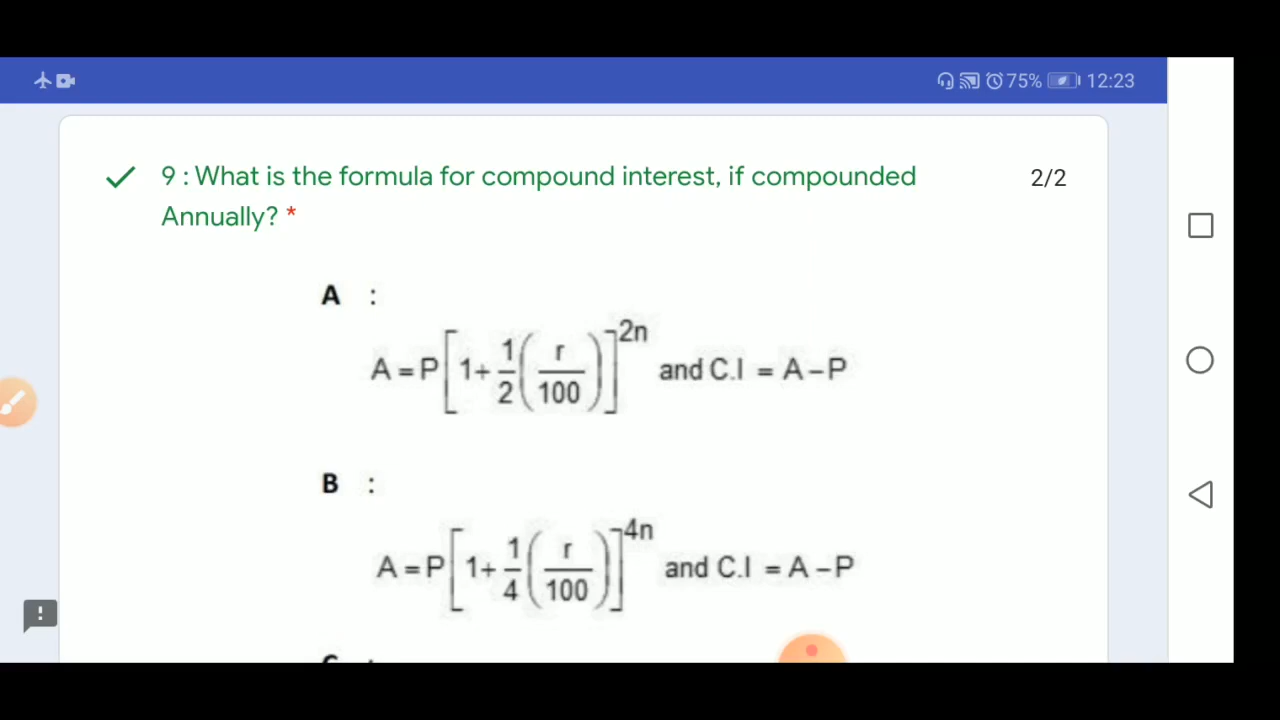 75% 12:23
9 : What is the formula for compound interest, if compounded 2/2
Annually? *
A :
A = P[1+ 1/2 (r/100)]^2n and C.I = A – P
B :
A = P[1+ 1/4 (r/100)]^4n and C.I = A – P